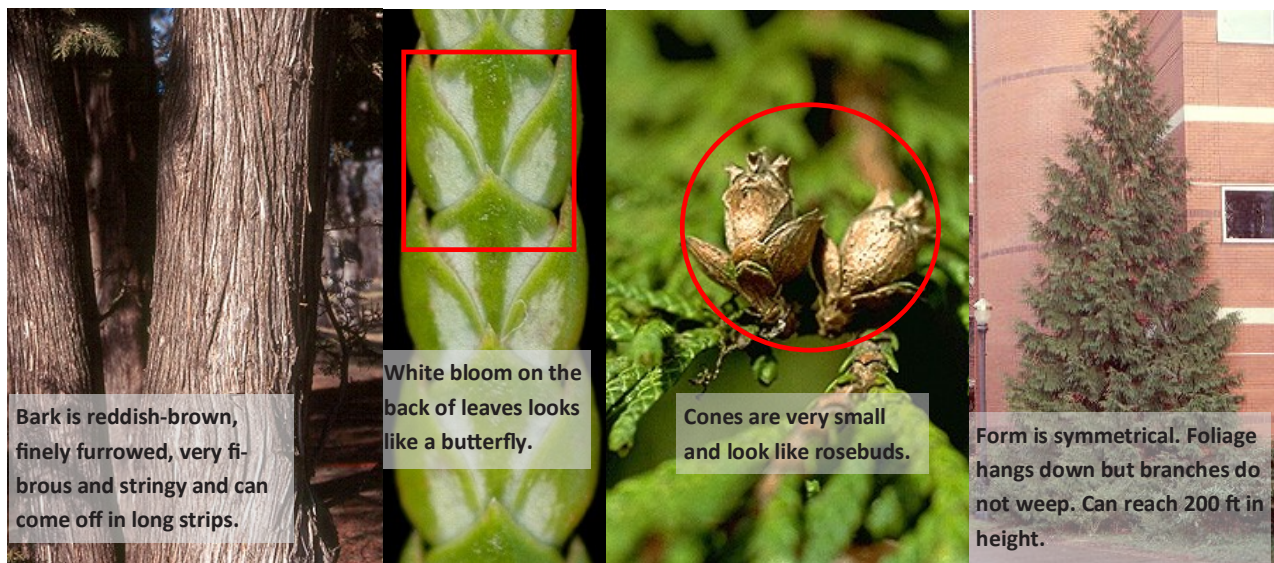 Bark is reddish-brown,
finely furrowed, very fi-
brous and stringy and can
come off in long strips.
White bloom on the
back of leaves looks
like a butterfly.
Cones are very small
and look like rosebuds.
Form is symmetrical. Foliage
hangs down but branches do
not weep. Can reach 200 ft in
height.